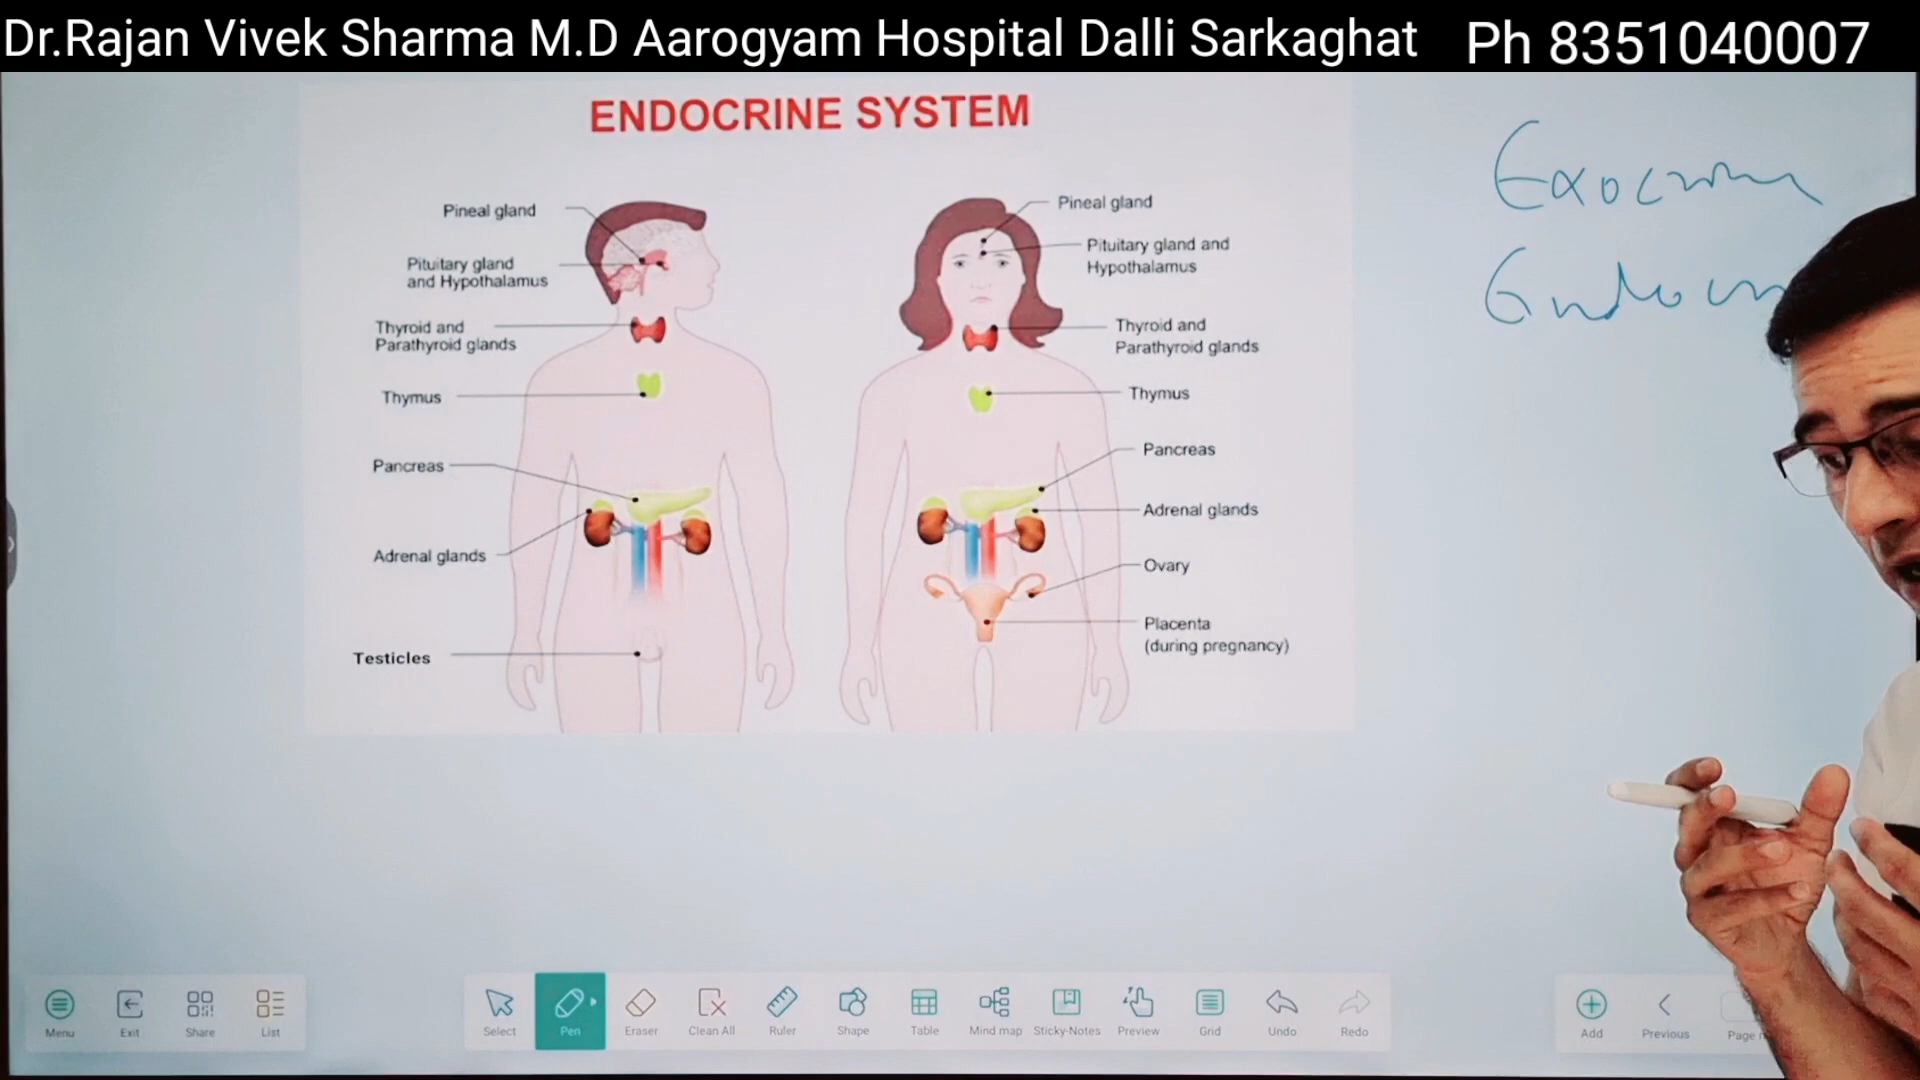 Dr.Rajan Vivek Sharma M.D Aarogyam Hospital Dalli Sarkaghat Ph 8351040007
ENDOCRINE SYSTEM
Pineal gland
Pituitary gland
and Hypothalamus
Thyroid and
Parathyroid glands
Thymus
Pancreas
Adrenal glands
Testicles
Pineal gland
Pituitary gland and
Hypothalamus
Thyroid and
Parathyroid glands
Thymus
Pancreas
Adrenal glands
Ovary
Placenta
(during pregnancy)
Menu
Exit
Share
List
Select
Pen
Eraser
Clean All
Ruler
Shape
Table
Mind map
Sticky-Notes
Preview
Grid
Undo
Redo
Add
Previous
Page